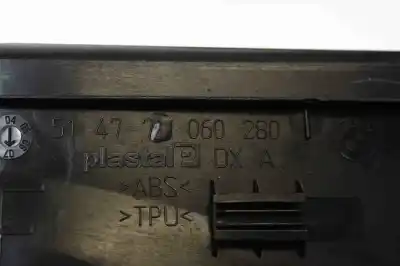 51 47 7 060 280
plastal DX A
>ABS<
>TPU<